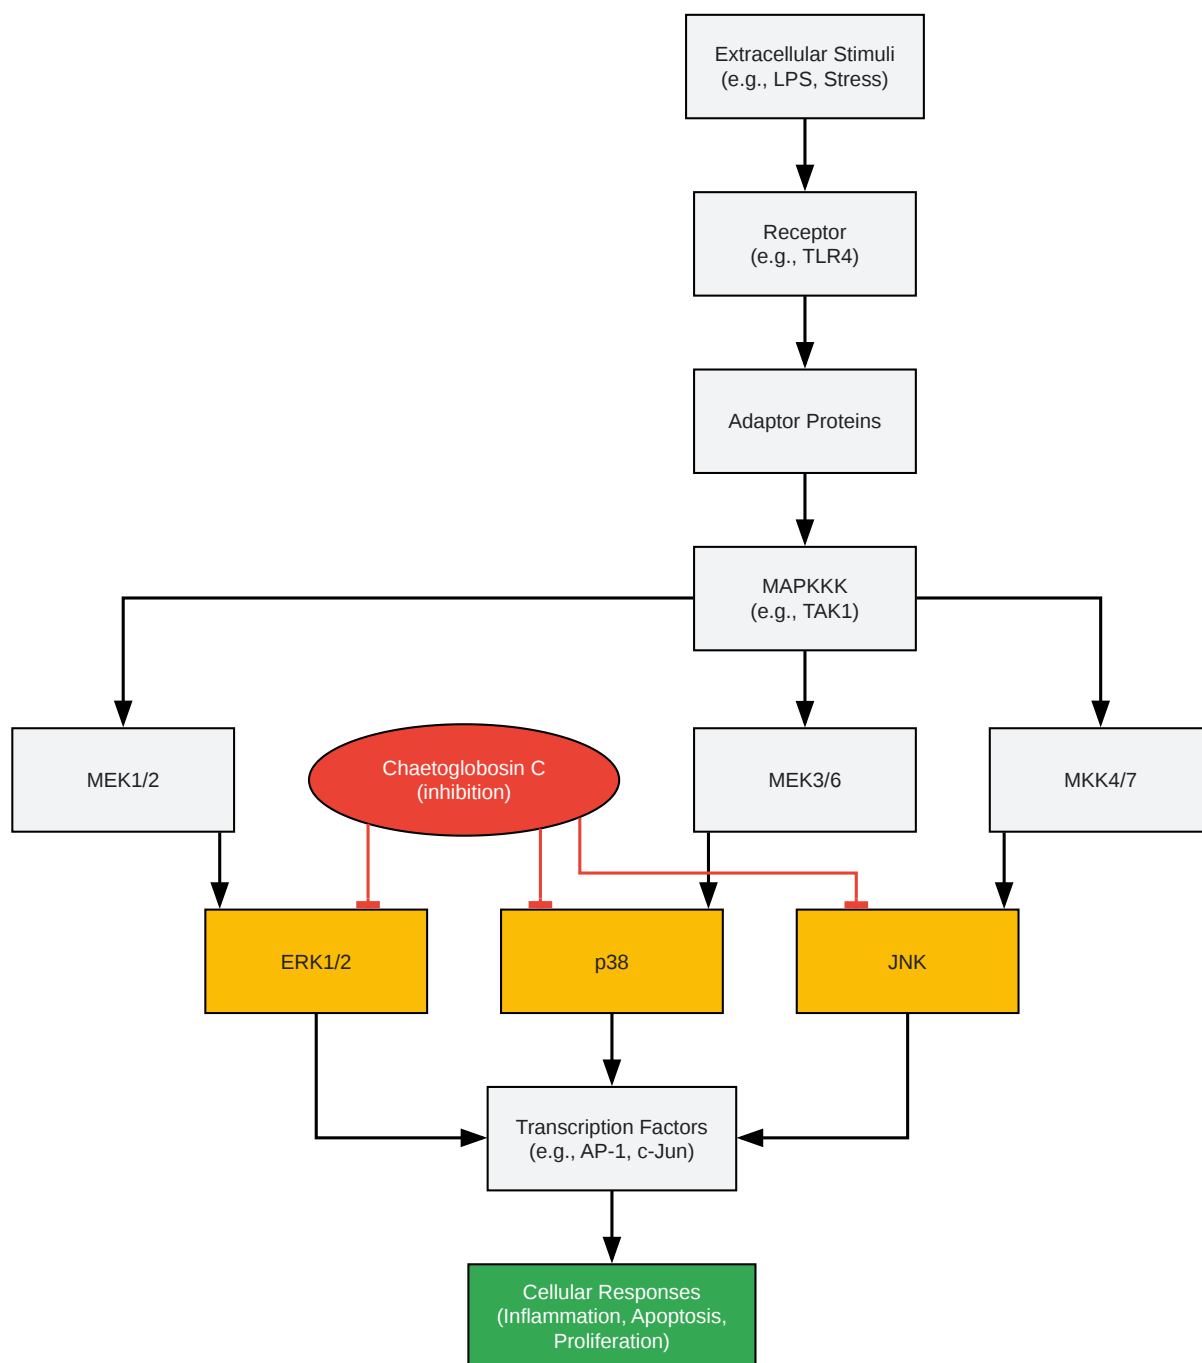 Extracellular Stimuli
(e.g., LPS, Stress)
Receptor
(e.g., TLR4)
Adaptor Proteins
MAPKKK
(e.g., TAK1)
MEK1/2
Chaetoglobosin C
(inhibition)
MEK3/6
MKK4/7
ERK1/2
p38
JNK
Transcription Factors
(e.g., AP-1, c-Jun)
Cellular Responses
(Inflammation, Apoptosis,
Proliferation)